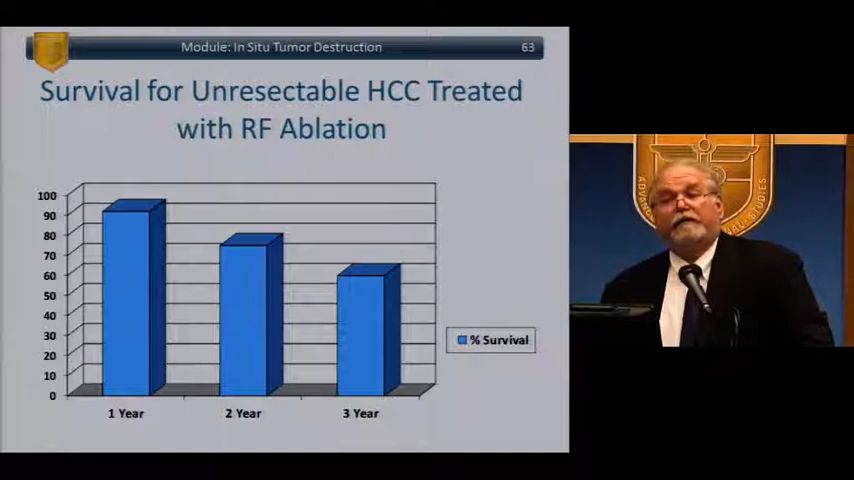 Module: In Situ Tumor Destruction 63
Survival for Unresectable HCC Treated
with RF Ablation
100
90
80
70
60
50
40
30
20
10
0
1 Year 2 Year 3 Year
% Survival